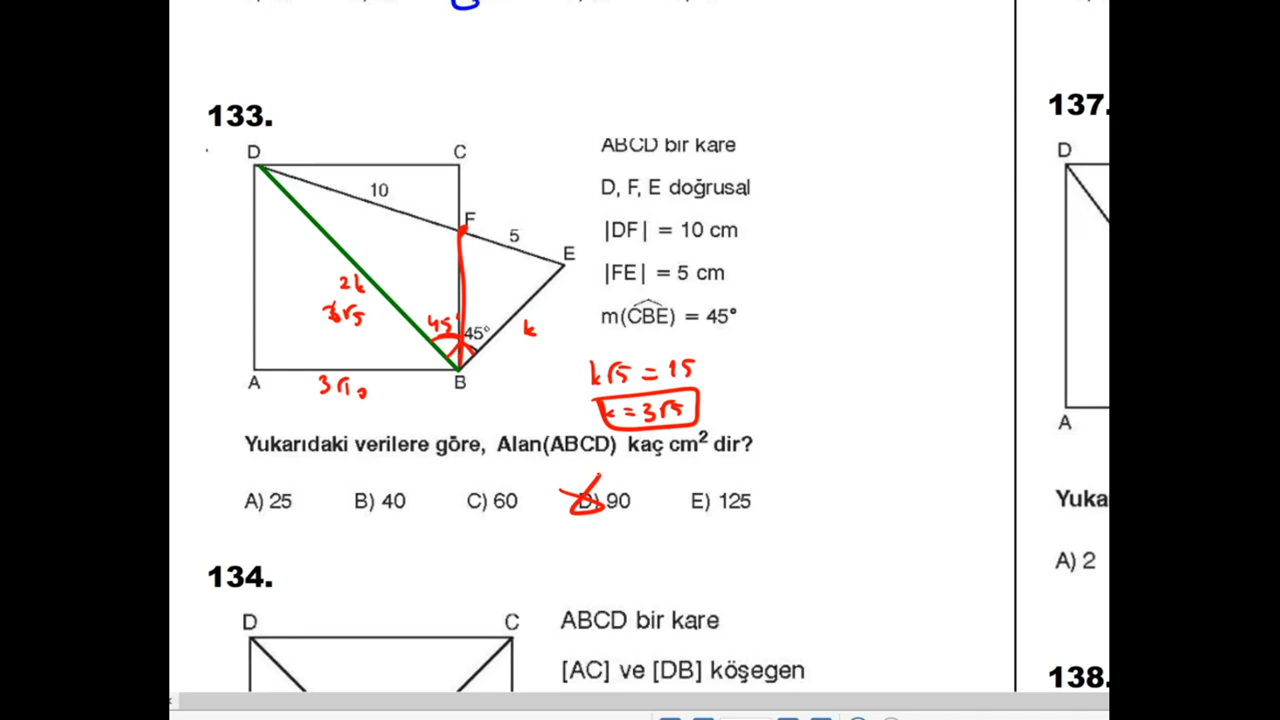 133.
137.
D
C
ABCD bir kare
D
10
D, F, E doğrusal
F
5
|DF| = 10 cm
E
2k
|FE| = 5 cm
6√5
45°
45°
k
m(CBE) = 45°
A
3√10
B
k√5 = 15
k = 3√5
A
Yukarıdaki verilere göre, Alan(ABCD) kaç cm² dir?
A) 25 B) 40 C) 60 D) 90 E) 125
Yuka
A) 2
134.
D
C
ABCD bir kare
[AC] ve [DB] köşegen
138.